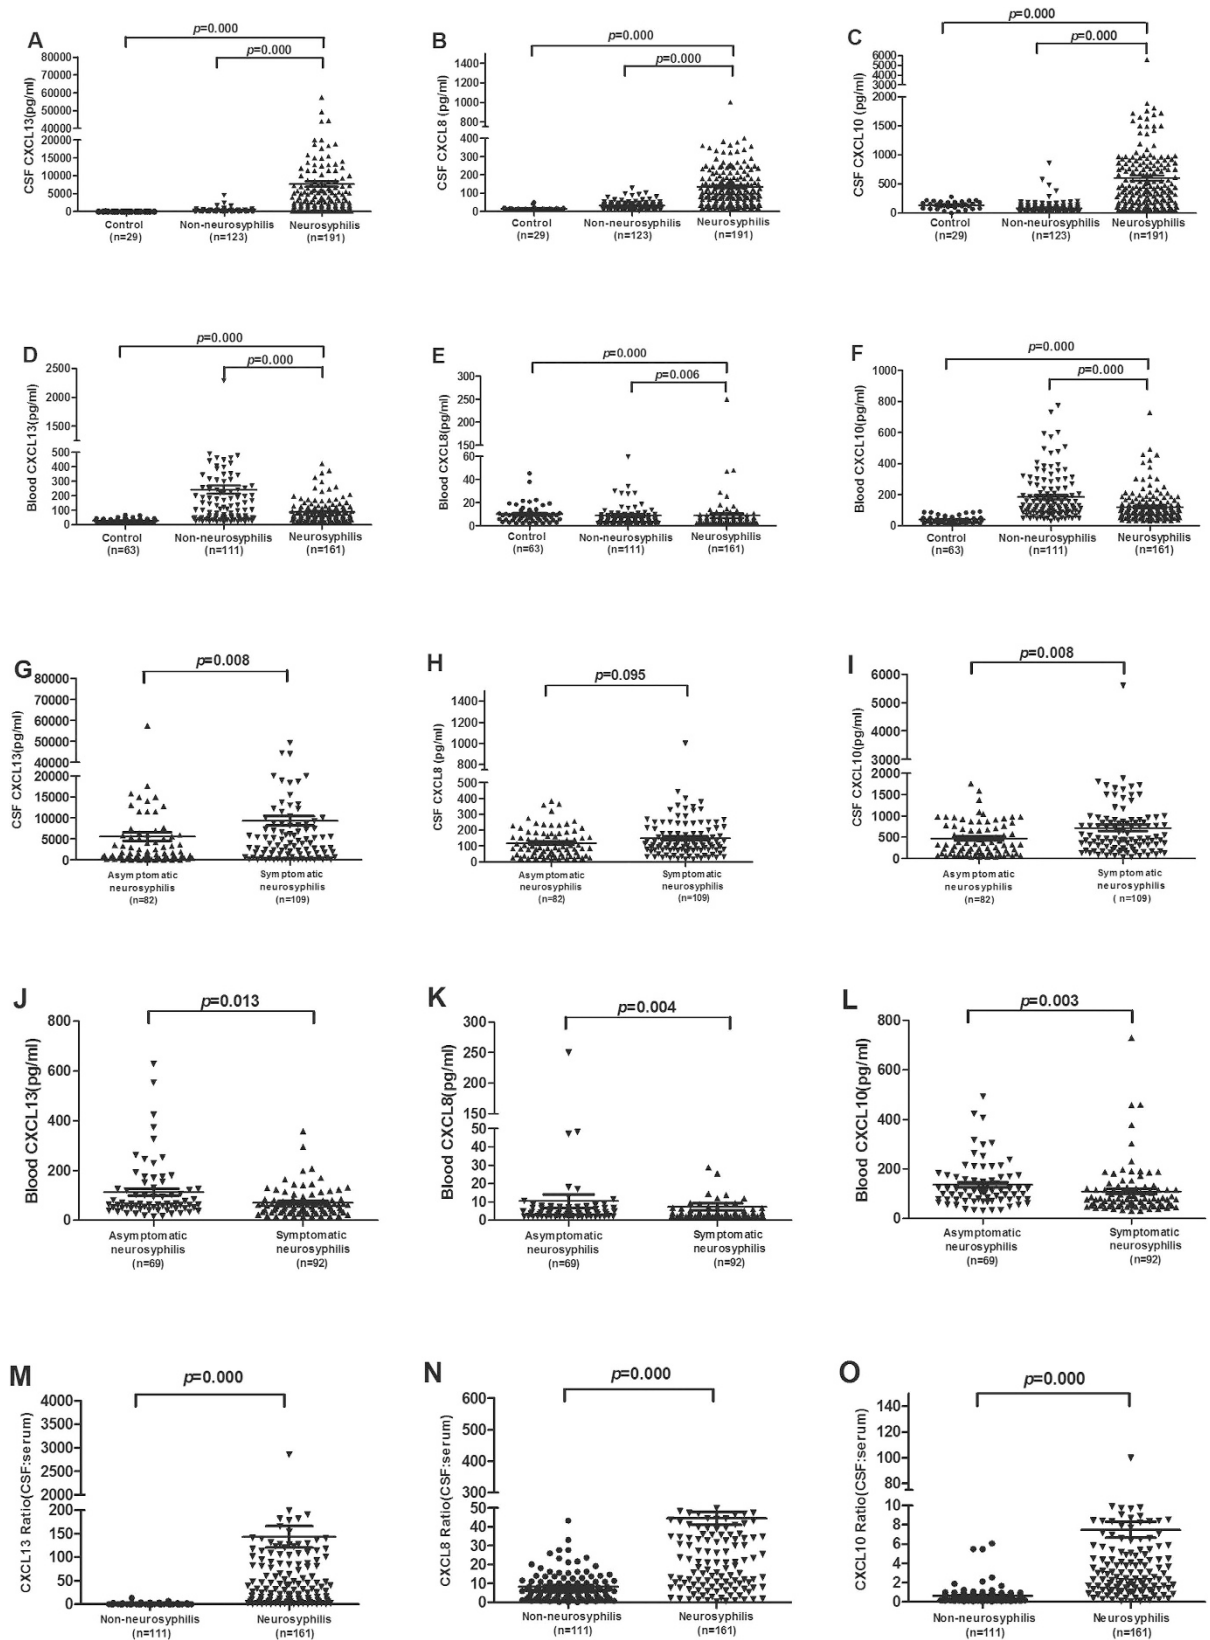 A
p=0.000
p=0.000
CSF CXCL13(pg/ml)
80000
70000
60000
50000
40000
20000
15000
10000
5000
0
Control
(n=29)
Non-neurosyphilis
(n=123)
Neurosyphilis
(n=191)
B
p=0.000
p=0.000
CSF CXCL8 (pg/ml)
1400
1200
1000
800
400
300
200
100
0
Control
(n=29)
Non-neurosyphilis
(n=123)
Neurosyphilis
(n=191)
C
p=0.000
p=0.000
CSF CXCL10 (pg/ml)
6000
5000
4000
3000
2000
1500
1000
500
0
Control
(n=29)
Non-neurosyphilis
(n=123)
Neurosyphilis
(n=191)
D
p=0.000
p=0.000
Blood CXCL13(pg/ml)
2500
2000
1500
1000
500
400
300
200
100
0
Control
(n=63)
Non-neurosyphilis
(n=111)
Neurosyphilis
(n=161)
E
p=0.000
p=0.006
Blood CXCL8(pg/ml)
300
250
200
150
60
40
20
0
Control
(n=63)
Non-neurosyphilis
(n=111)
Neurosyphilis
(n=161)
F
p=0.000
p=0.000
Blood CXCL10(pg/ml)
1000
800
600
400
200
0
Control
(n=63)
Non-neurosyphilis
(n=111)
Neurosyphilis
(n=161)
G
p=0.008
CSF CXCL13(pg/ml)
80000
70000
60000
50000
40000
20000
15000
10000
5000
0
Asymptomatic
neurosyphilis
(n=82)
Symptomatic
neurosyphilis
(n=109)
H
p=0.095
CSF CXCL8 (pg/ml)
1400
1200
1000
800
500
400
300
200
100
0
Asymptomatic
neurosyphilis
(n=82)
Symptomatic
neurosyphilis
(n=109)
I
p=0.008
CSF CXCL10(pg/ml)
6000
5000
4000
3000
2000
1500
1000
500
0
Asymptomatic
neurosyphilis
(n=82)
Symptomatic
neurosyphilis
( n=109)
J
p=0.013
Blood CXCL13(pg/ml)
800
600
400
200
0
Asymptomatic
neurosyphilis
(n=69)
Symptomatic
neurosyphilis
(n=92)
K
p=0.004
Blood CXCL8(pg/ml)
300
250
200
150
50
40
30
20
10
0
Asymptomatic
neurosyphilis
(n=69)
Symptomatic
neurosyphilis
(n=92)
L
p=0.003
Blood CXCL10(pg/ml)
800
600
400
200
0
Asymptomatic
neurosyphilis
(n=69)
Symptomatic
neurosyphilis
(n=92)
M
p=0.000
CXCL13 Ratio(CSF:serum)
4000
3500
3000
2500
2000
200
150
100
50
0
Non-neurosyphilis
(n=111)
Neurosyphilis
(n=161)
N
p=0.000
CXCL8 Ratio(CSF:serum)
600
500
400
300
50
40
30
20
10
0
Non-neurosyphilis
(n=111)
Neurosyphilis
(n=161)
O
p=0.000
CXCL10 Ratio(CSF:serum)
140
120
100
80
10
8
6
4
2
0
Non-neurosyphilis
(n=111)
Neurosyphilis
(n=161)